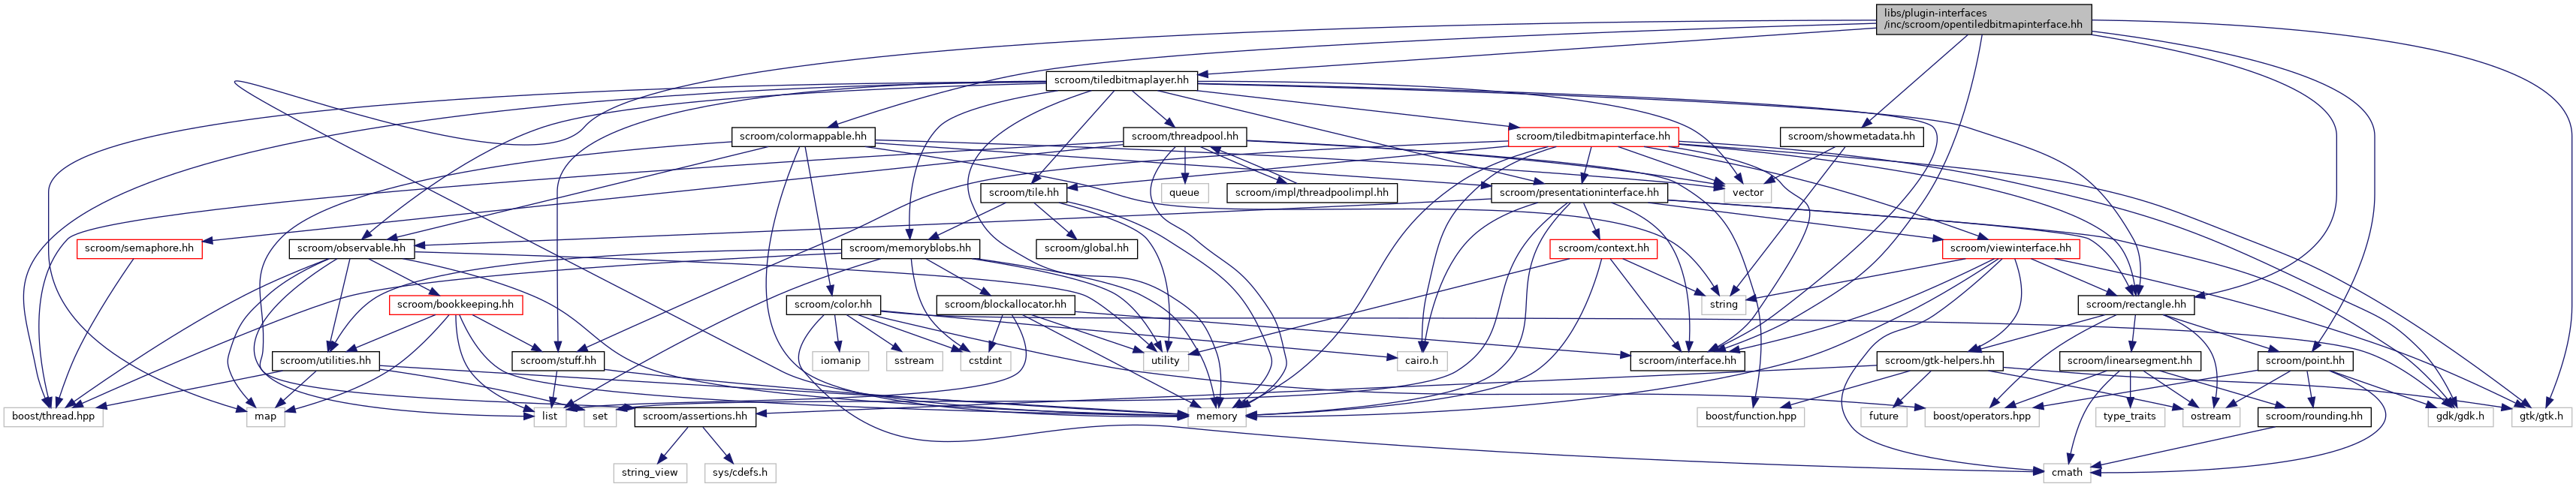 libs/plugin-interfaces
/inc/scroom/opentiledbitmapinterface.hh
scroom/tiledbitmaplayer.hh
scroom/colormappable.hh
scroom/threadpool.hh
scroom/tiledbitmapinterface.hh
scroom/showmetadata.hh
scroom/tile.hh
queue
scroom/impl/threadpoolimpl.hh
scroom/presentationinterface.hh
vector
scroom/semaphore.hh
scroom/observable.hh
scroom/memoryblobs.hh
scroom/global.hh
scroom/context.hh
scroom/viewinterface.hh
scroom/bookkeeping.hh
scroom/color.hh
scroom/blockallocator.hh
string
scroom/rectangle.hh
scroom/utilities.hh
scroom/stuff.hh
iomanip
sstream
cstdint
utility
cairo.h
scroom/interface.hh
scroom/gtk-helpers.hh
scroom/linearsegment.hh
scroom/point.hh
boost/thread.hpp
map
list
set
scroom/assertions.hh
memory
boost/function.hpp
future
boost/operators.hpp
type_traits
ostream
scroom/rounding.hh
gdk/gdk.h
gtk/gtk.h
string_view
sys/cdefs.h
cmath